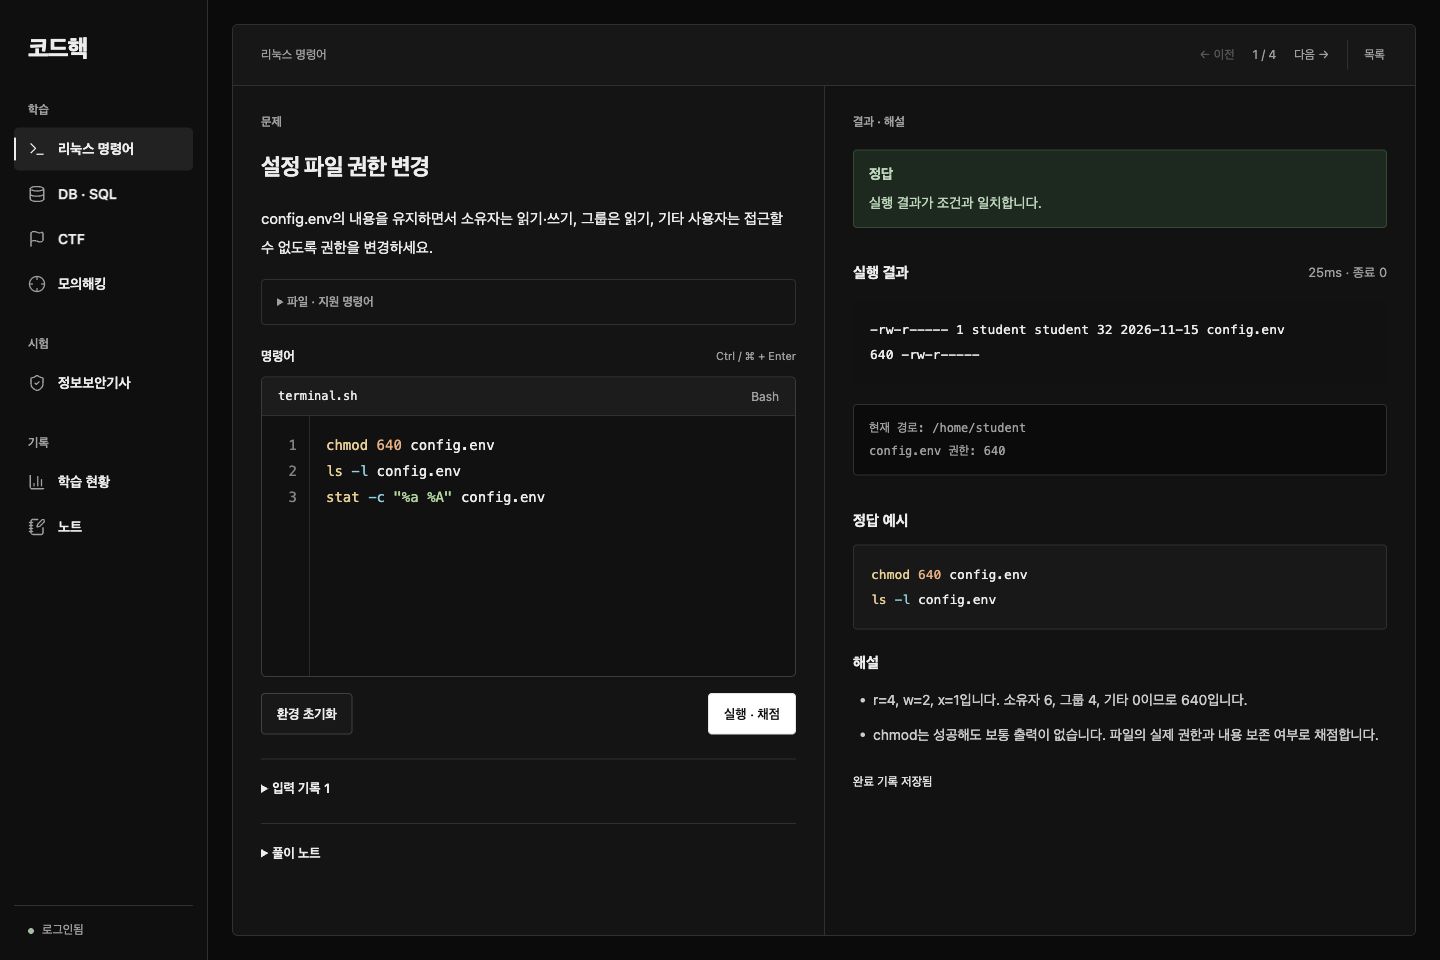 코드핵
학습
리눅스 명령어
DB · SQL
CTF
모의해킹
시험
정보보안기사
기록
학습 현황
노트
로그인됨
리눅스 명령어
← 이전
1 / 4
다음 →
목록
문제
설정 파일 권한 변경
config.env의 내용을 유지하면서 소유자는 읽기·쓰기, 그룹은 읽기, 기타 사용자는 접근할
수 없도록 권한을 변경하세요.
▶ 파일 · 지원 명령어
명령어
Ctrl / ⌘ + Enter
terminal.sh
Bash
1 chmod 640 config.env
2 ls -l config.env
3 stat -c "%a %A" config.env
환경 초기화
실행 · 채점
▶ 입력 기록 1
▶ 풀이 노트
결과 · 해설
정답
실행 결과가 조건과 일치합니다.
실행 결과
25ms · 종료 0
-rw-r----- 1 student student 32 2026-11-15 config.env
640 -rw-r-----
현재 경로: /home/student
config.env 권한: 640
정답 예시
chmod 640 config.env
ls -l config.env
해설
• r=4, w=2, x=1입니다. 소유자 6, 그룹 4, 기타 0이므로 640입니다.
• chmod는 성공해도 보통 출력이 없습니다. 파일의 실제 권한과 내용 보존 여부로 채점합니다.
완료 기록 저장됨